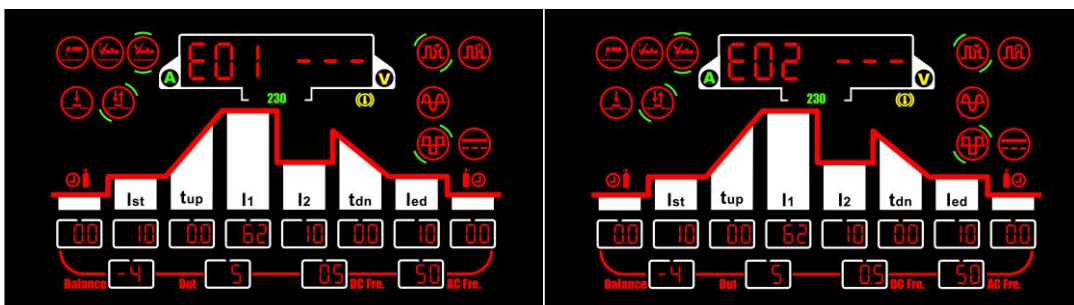 E01 ---
A V
230
Ist tup I1 I2 tdn Ied
0.0 10 0.0 62 10 0.0 10 0.0
-4 5 0.5 50
Balance Dut DC Fre. AC Fre.
E02 ---
A V
230
Ist tup I1 I2 tdn Ied
0.0 10 0.0 62 10 0.0 10 0.0
-4 5 0.5 50
Balance Dut DC Fre. AC Fre.